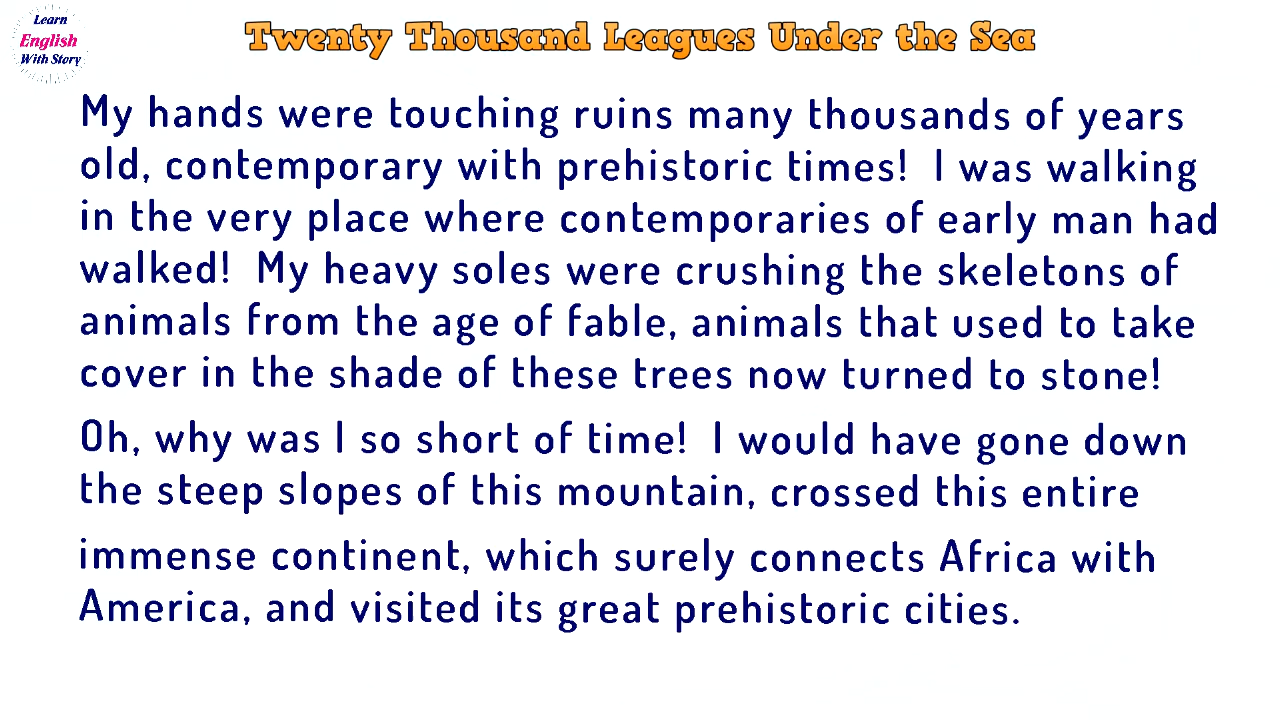 Learn
English
With Story
Twenty Thousand Leagues Under the Sea
My hands were touching ruins many thousands of years
old, contemporary with prehistoric times! I was walking
in the very place where contemporaries of early man had
walked! My heavy soles were crushing the skeletons of
animals from the age of fable, animals that used to take
cover in the shade of these trees now turned to stone!
Oh, why was I so short of time! I would have gone down
the steep slopes of this mountain, crossed this entire
immense continent, which surely connects Africa with
America, and visited its great prehistoric cities.